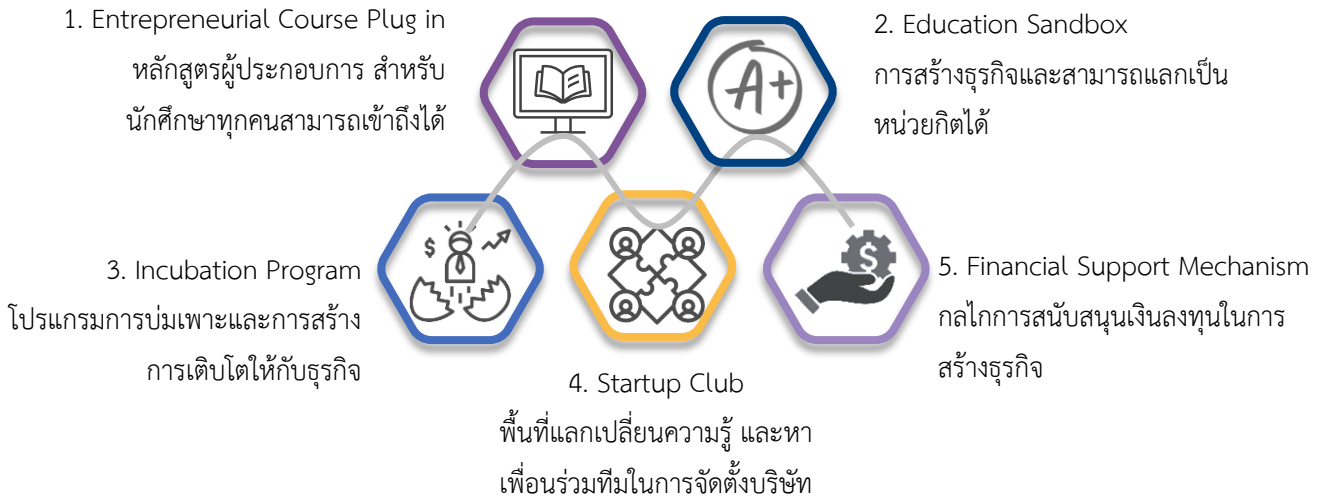 1. Entrepreneurial Course Plug in
หลักสูตรผู้ประกอบการ สำหรับ
นักศึกษาทุกคนสามารถเข้าถึงได้
A+
2. Education Sandbox
การสร้างธุรกิจและสามารถแลกเป็น
หน่วยกิตได้
3. Incubation Program
โปรแกรมการบ่มเพาะและการสร้าง
การเติบโตให้กับธุรกิจ
$
4. Startup Club
พื้นที่แลกเปลี่ยนความรู้ และหา
เพื่อนร่วมทีมในการจัดตั้งบริษัท
$
5. Financial Support Mechanism
กลไกการสนับสนุนเงินลงทุนในการ
สร้างธุรกิจ